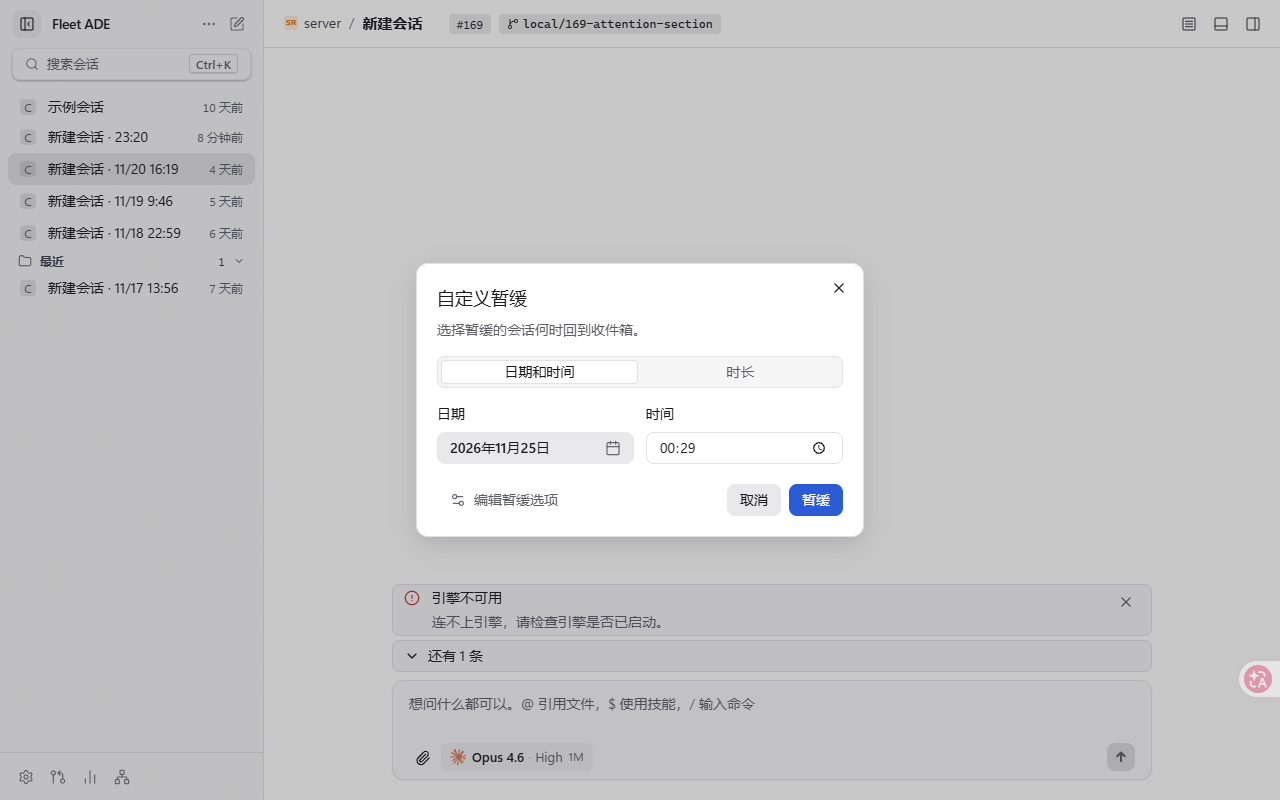 Fleet ADE
搜索会话 Ctrl+K
C 示例会话 10 天前
C 新建会话 · 23:20 8 分钟前
C 新建会话 · 11/20 16:19 4 天前
C 新建会话 · 11/19 9:46 5 天前
C 新建会话 · 11/18 22:59 6 天前
最近 1
C 新建会话 · 11/17 13:56 7 天前
SR server / 新建会话 #169 local/169-attention-section
自定义暂缓
选择暂缓的会话何时回到收件箱。
日期和时间 时长
日期 时间
2026年11月25日 00:29
编辑暂缓选项 取消 暂缓
引擎不可用
连不上引擎，请检查引擎是否已启动。
还有 1 条
想问什么都可以。@ 引用文件，$ 使用技能，/ 输入命令
Opus 4.6 · High 1M